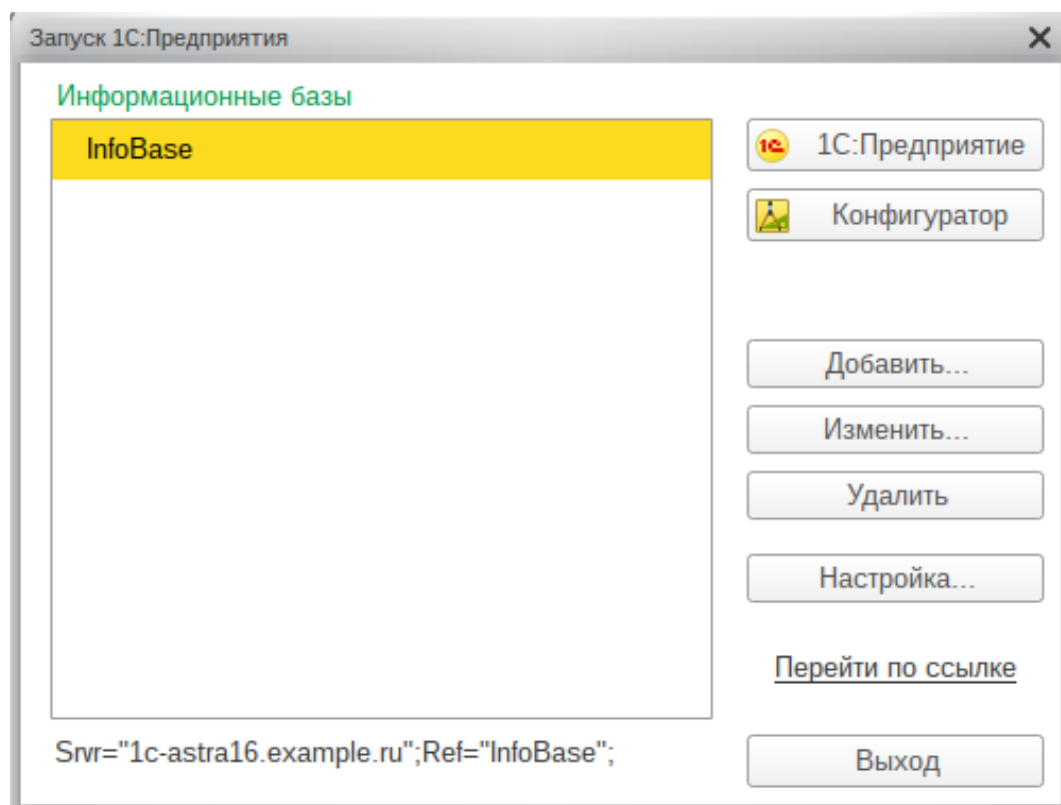 Запуск 1С:Предприятия
Информационные базы
InfoBase
1С:Предприятие
Конфигуратор
Добавить...
Изменить...
Удалить
Настройка...
Перейти по ссылке
Srvr="1c-astra16.example.ru";Ref="InfoBase";
Выход